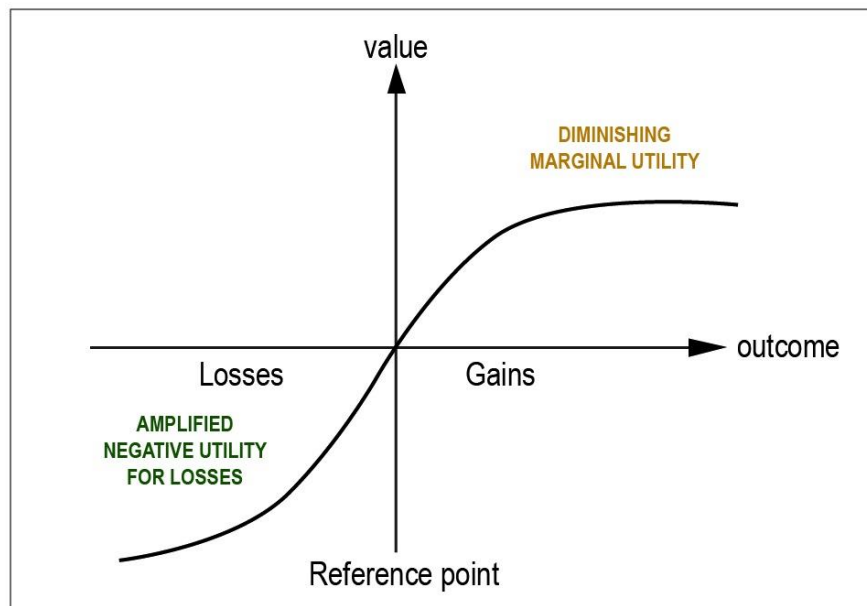 value
DIMINISHING
MARGINAL UTILITY
outcome
Losses
Gains
AMPLIFIED
NEGATIVE UTILITY
FOR LOSSES
Reference point